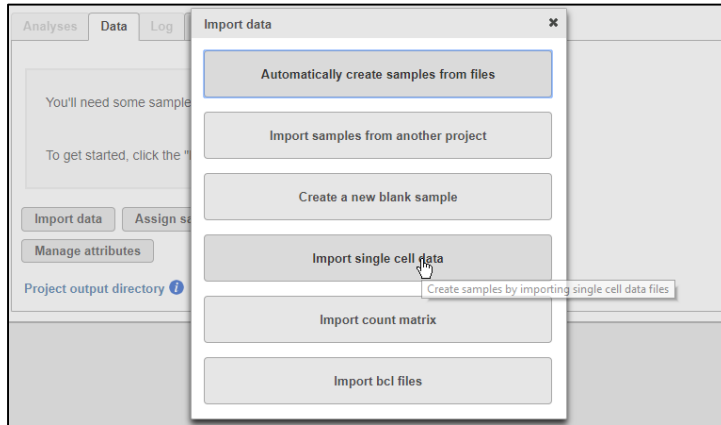 Analyses Data Log
Import data
Automatically create samples from files
You'll need some sample
Import samples from another project
To get started, click the "
Create a new blank sample
Import data Assign sa
Manage attributes
Import single cell data
Create samples by importing single cell data files
Project output directory
Import count matrix
Import bcl files